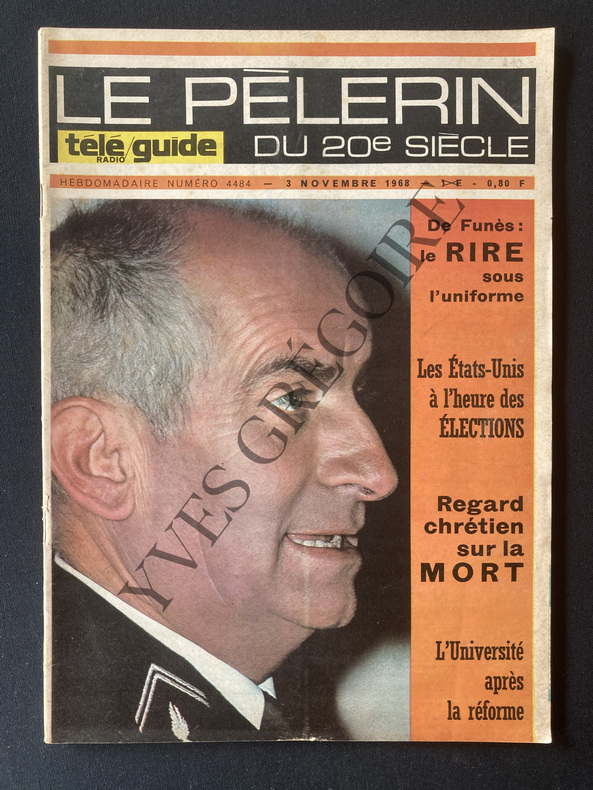 LE PÈLERIN
télé/guide
RADIO
DU 20e SIÈCLE
HEBDOMADAIRE NUMÉRO 4484 — 3 NOVEMBRE 1968 — - 0,80 F
De Funès :
le RIRE
sous
l'uniforme
Les États-Unis
à l'heure des
ÉLECTIONS
Regard
chrétien
sur la
MORT
L'Université
après
la réforme
YVES GRÉGOIRE